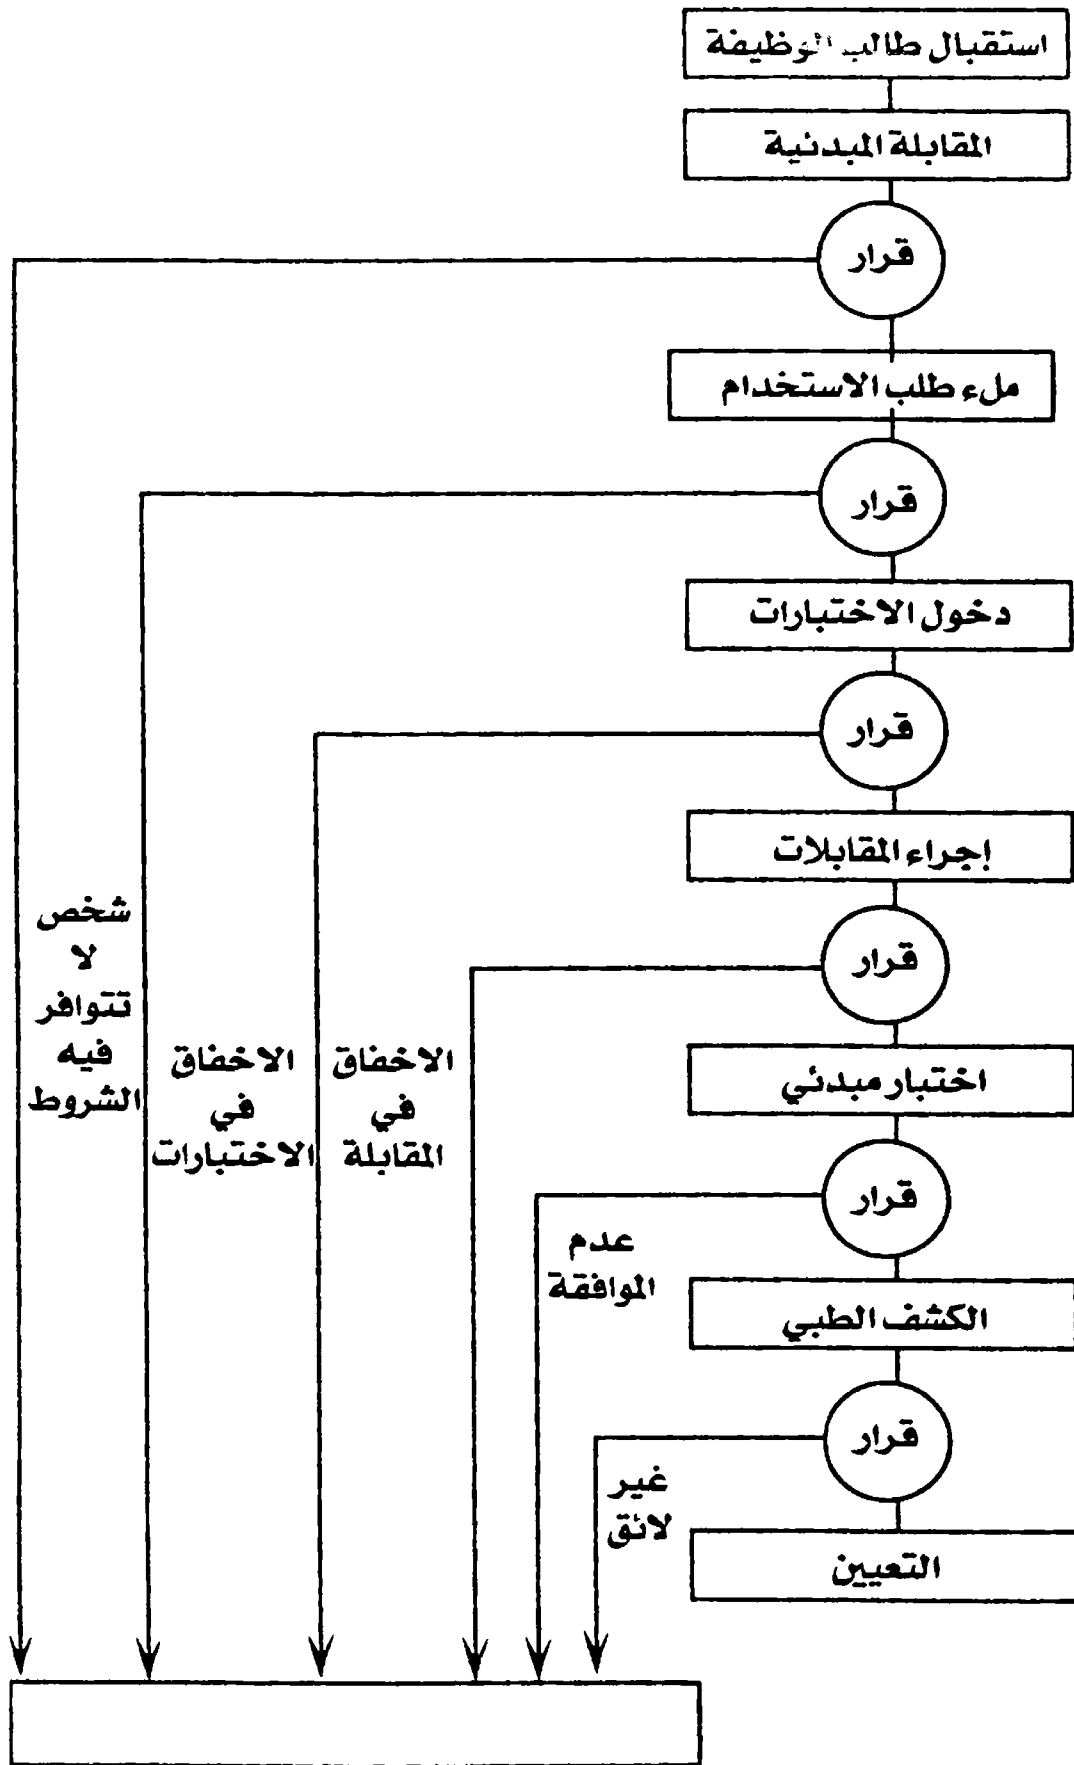 استقبال طالب الوظيفة
المقابلة المبدئية
قرار
ملء طلب الاستخدام
قرار
دخول الاختبارات
قرار
إجراء المقابلات
قرار
اختبار مبدئي
قرار
الكشف الطبي
قرار
التعيين
شخص
لا
تتوافر
فيه
الشروط
الاخفاق
في
الاختبارات
الاخفاق
في
المقابلة
عدم
الموافقة
غير
لائق